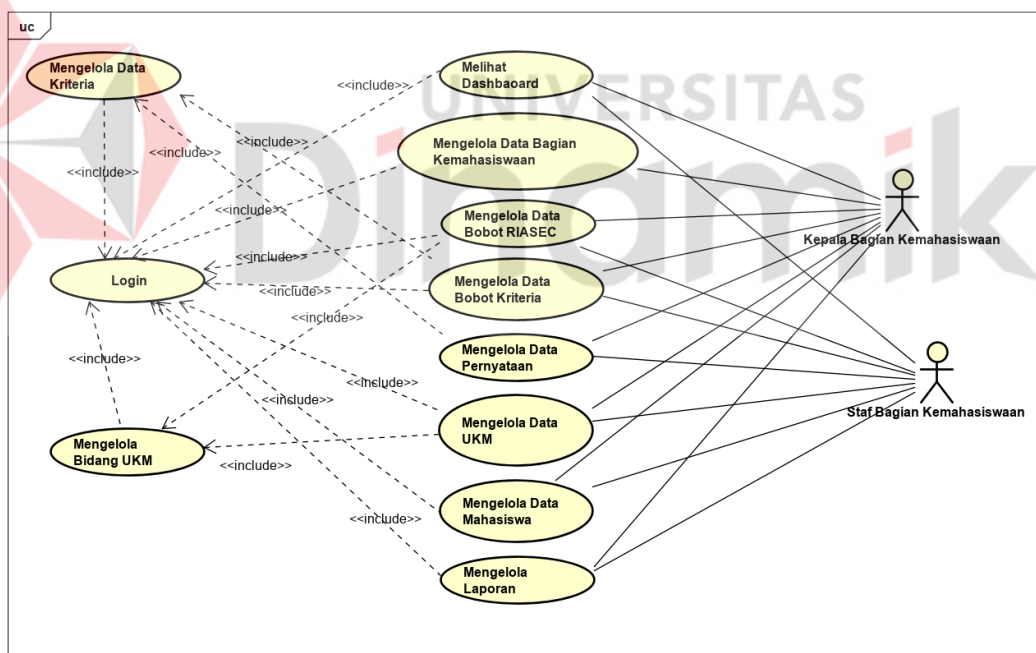 uc
UNIVERSITAS
Dinamika
Mengelola Data
Kriteria
Melihat
Dashbaoard
<<include>>
Mengelola Data Bagian
Kemahasiswaan
<<include>>
<<include>>
<<include>>
<<include>>
Mengelola Data
Bobot RIASEC
Kepala Bagian Kemahasiswaan
<<include>>
Login
Mengelola Data
Bobot Kriteria
<<include>>
<<include>>
Mengelola Data
Pernyataan
<<include>>
<<include>>
Staf Bagian Kemahasiswaan
<<include>>
Mengelola Data
UKM
Mengelola
Bidang UKM
<<include>>
Mengelola Data
Mahasiswa
<<include>>
Mengelola
Laporan